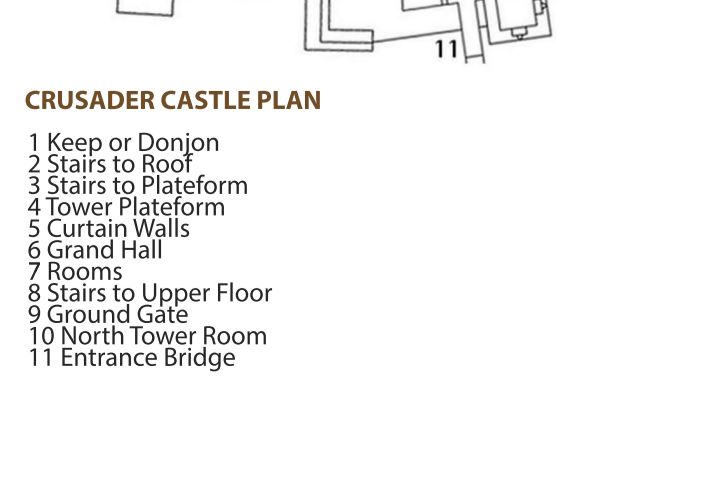 11
CRUSADER CASTLE PLAN
1 Keep or Donjon
2 Stairs to Roof
3 Stairs to Plateform
4 Tower Plateform
5 Curtain Walls
6 Grand Hall
7 Rooms
8 Stairs to Upper Floor
9 Ground Gate
10 North Tower Room
11 Entrance Bridge